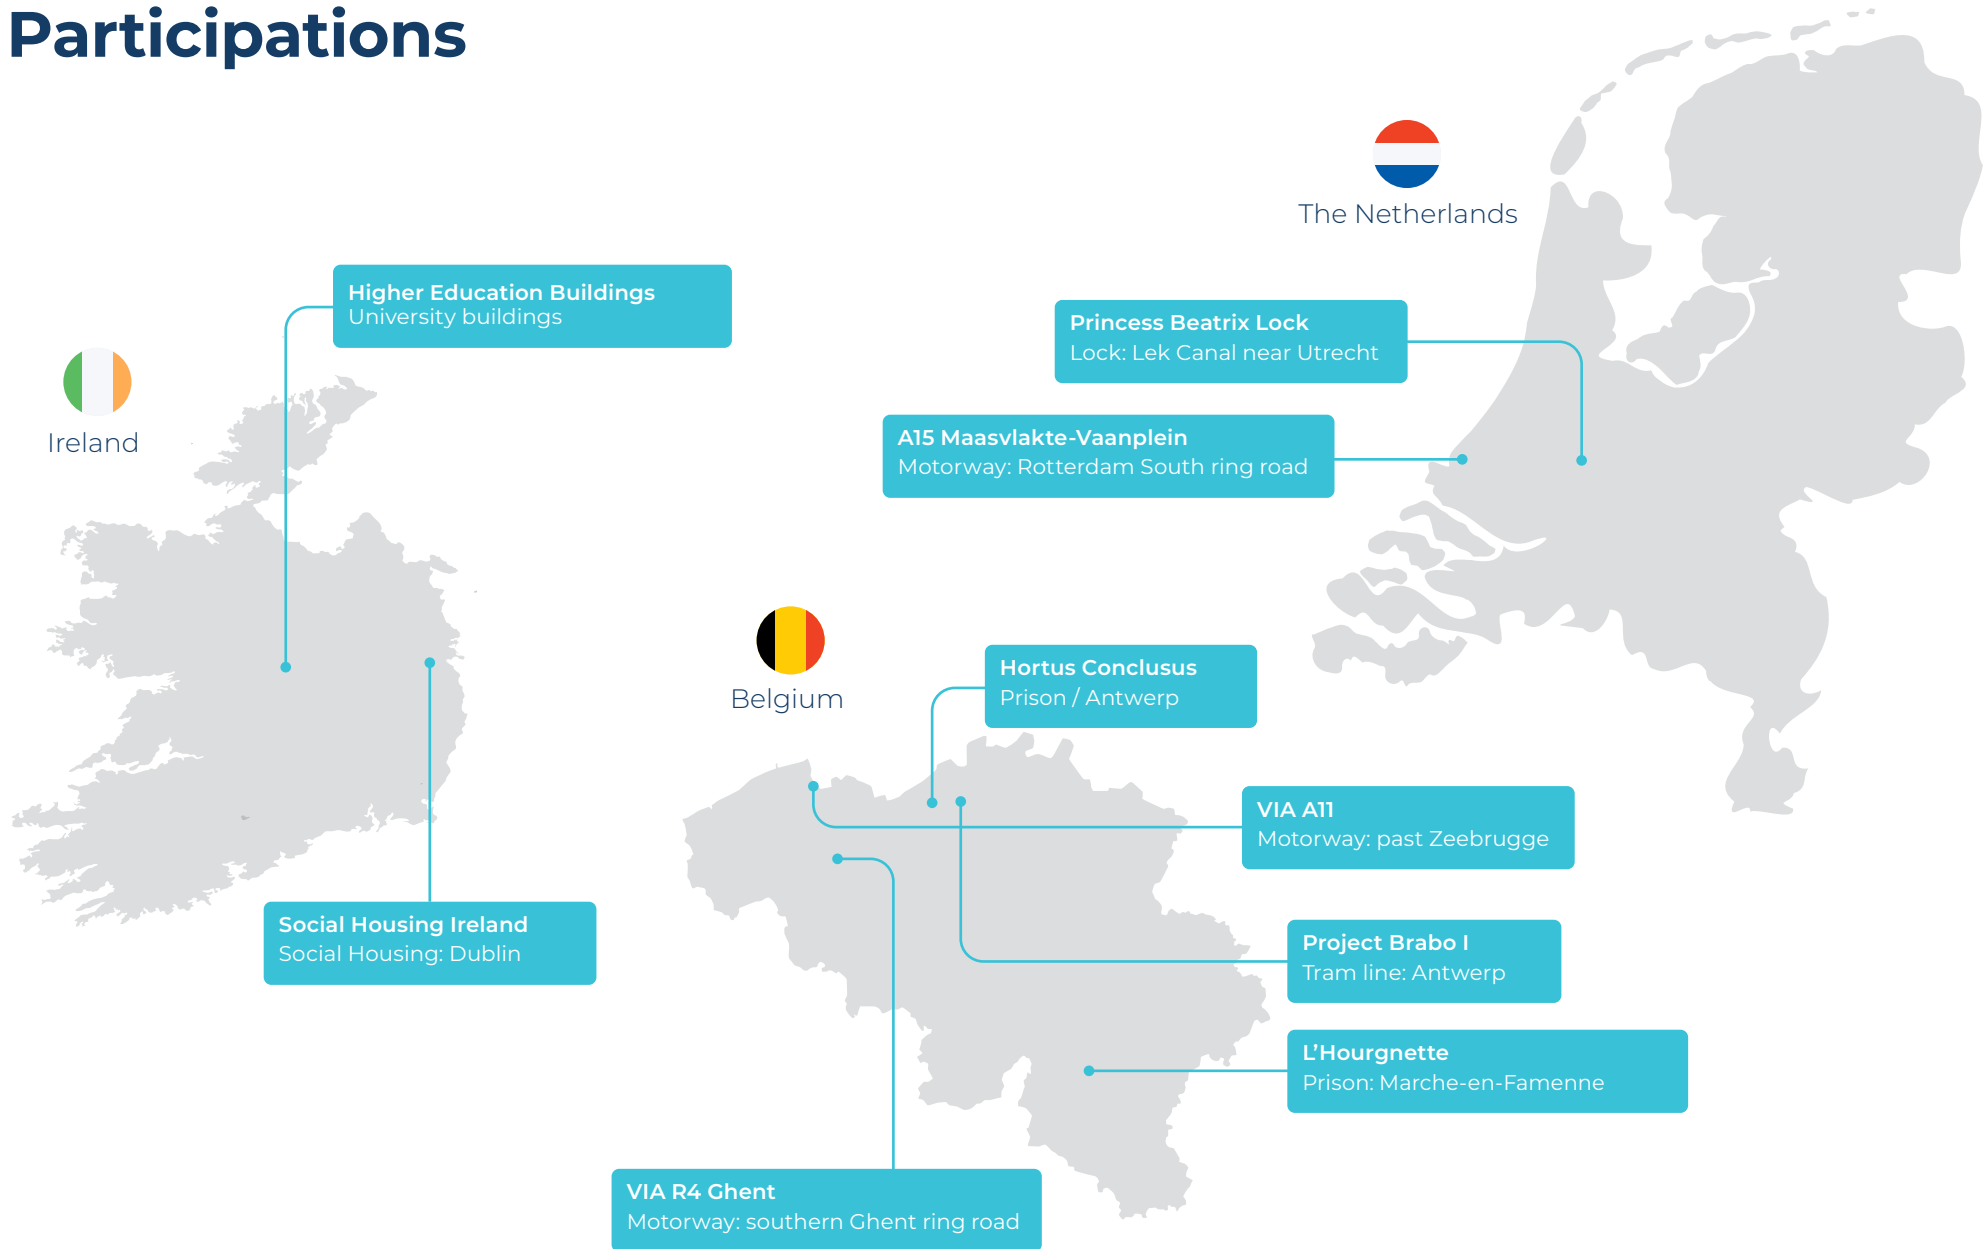 Participations
The Netherlands
Higher Education Buildings
University buildings
Princess Beatrix Lock
Lock: Lek Canal near Utrecht
Ireland
A15 Maasvlakte-Vaanplein
Motorway: Rotterdam South ring road
Belgium
Hortus Conclusus
Prison / Antwerp
VIA A11
Motorway: past Zeebrugge
Social Housing Ireland
Social Housing: Dublin
Project Brabo I
Tram line: Antwerp
L’Hourgnette
Prison: Marche-en-Famenne
VIA R4 Ghent
Motorway: southern Ghent ring road